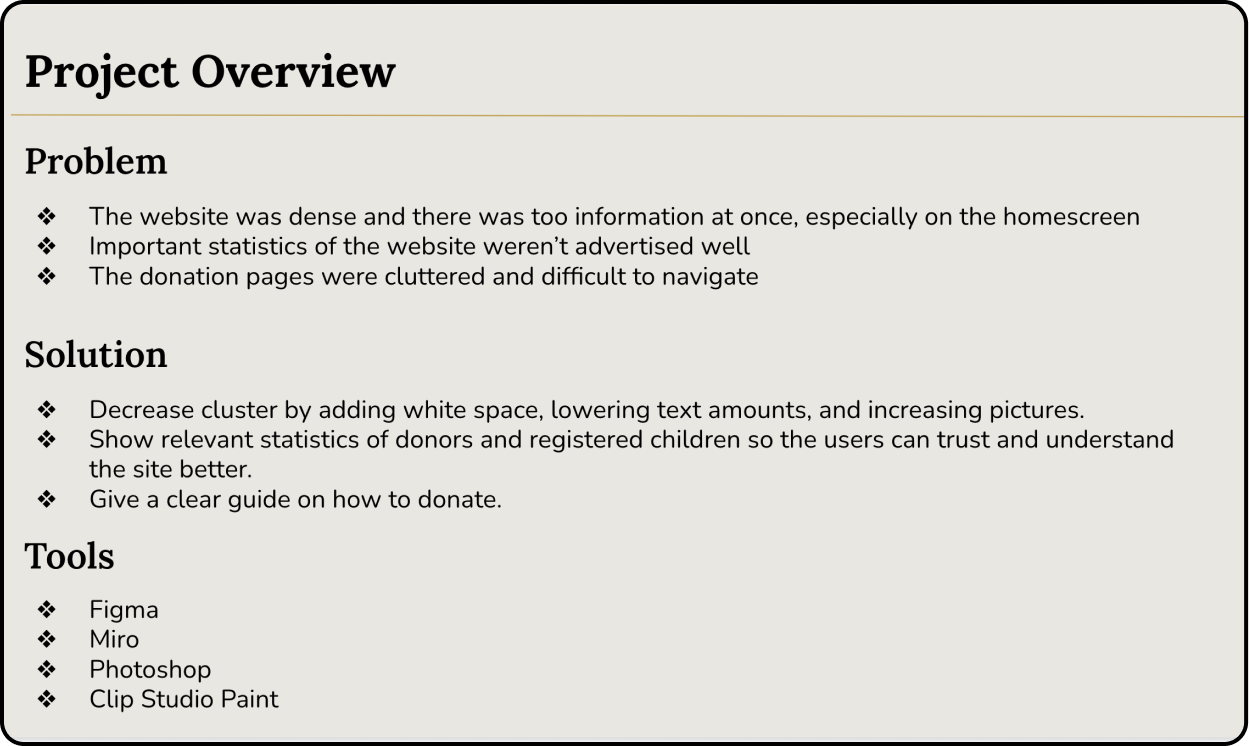 Project Overview
Problem
❖ The website was dense and there was too information at once, especially on the homescreen
❖ Important statistics of the website weren’t advertised well
❖ The donation pages were cluttered and difficult to navigate
Solution
❖ Decrease cluster by adding white space, lowering text amounts, and increasing pictures.
❖ Show relevant statistics of donors and registered children so the users can trust and understand
the site better.
❖ Give a clear guide on how to donate.
Tools
❖ Figma
❖ Miro
❖ Photoshop
❖ Clip Studio Paint